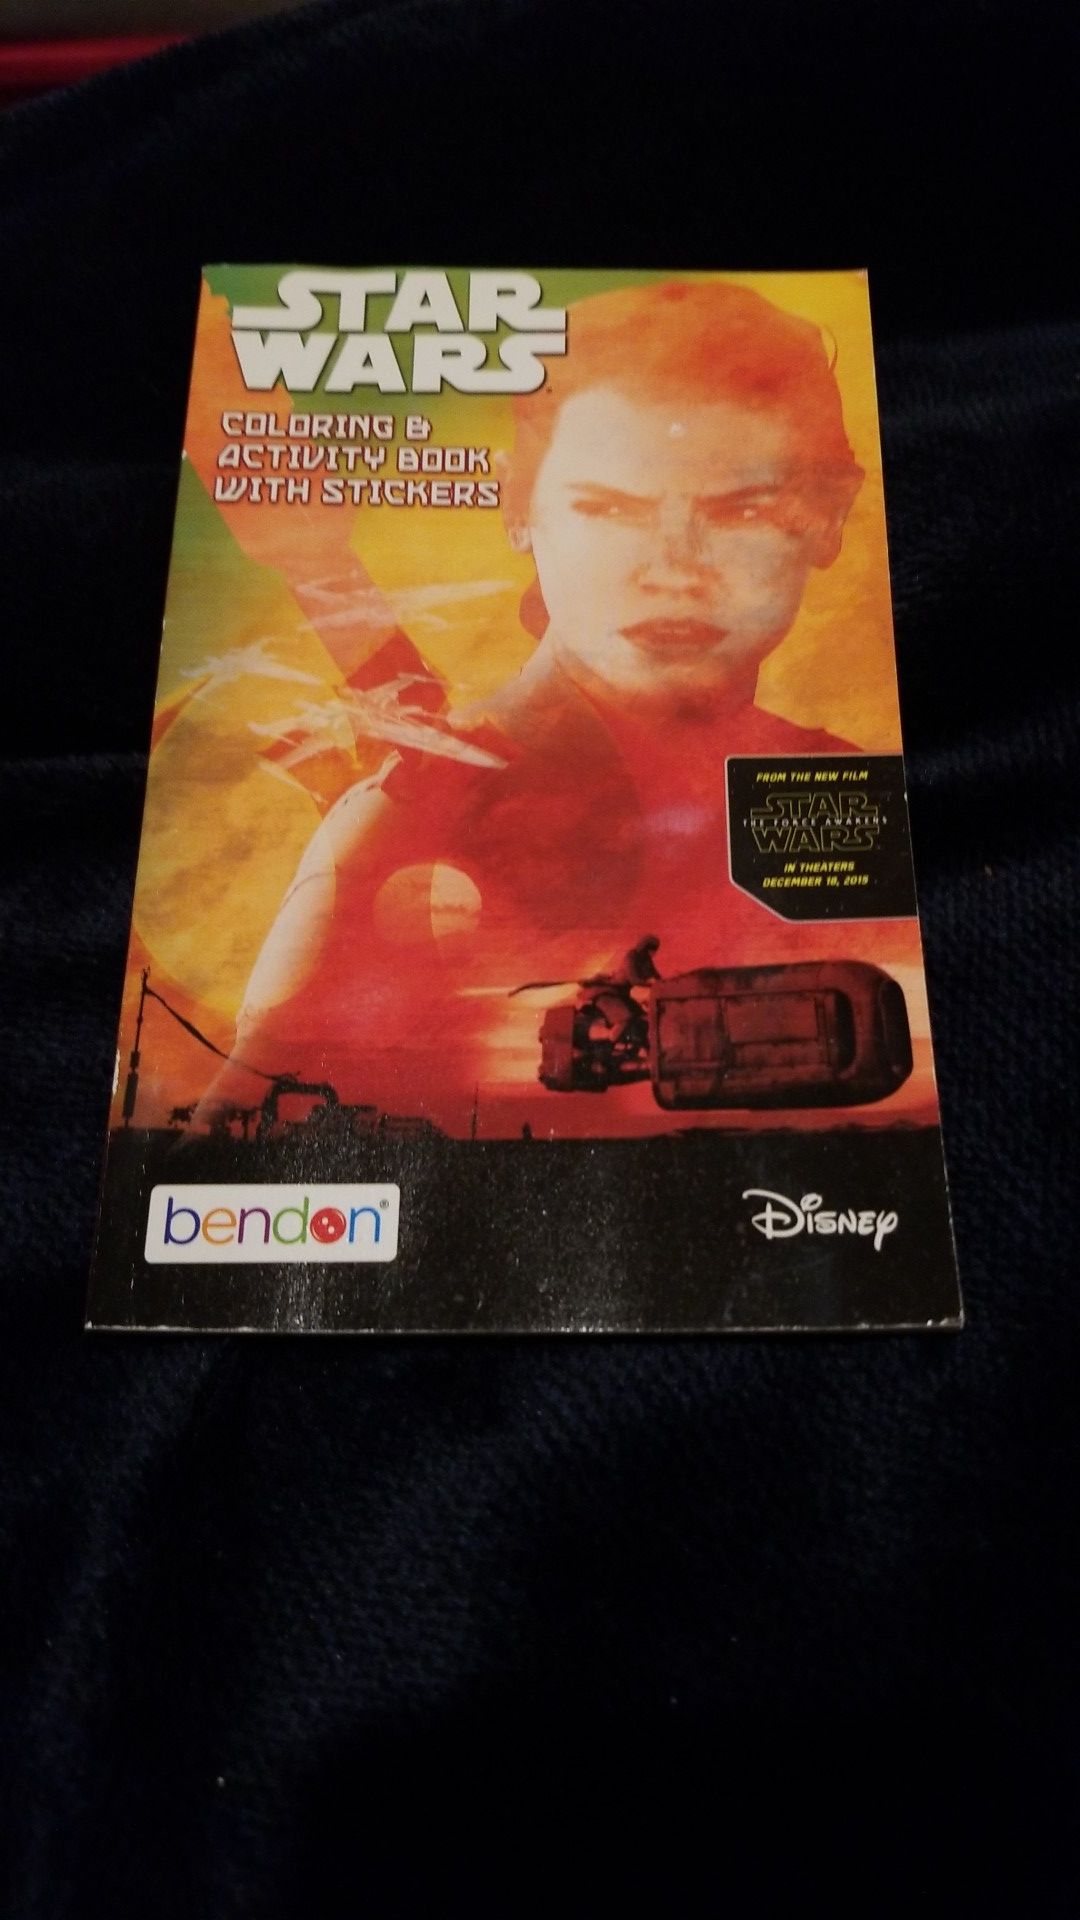 STAR
WARS
COLORING &
ACTIVITY BOOK
WITH STICKERS
FROM THE NEW FILM
STAR
THE FORCE AWAKENS
WARS
IN THEATERS
DECEMBER 18, 2015
bendon®
Disney